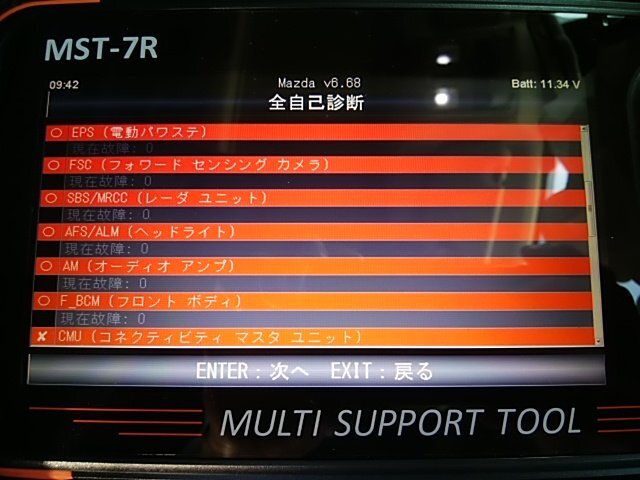 MST-7R
09:42 Mazda v6.68 Batt: 11.34 V
全自己診断
○ EPS (電動パワステ)
現在故障: 0
○ FSC (フォワード センシング カメラ)
現在故障: 0
○ SBS/MRCC (レーダ ユニット)
現在故障: 0
○ AFS/ALM (ヘッドライト)
現在故障: 0
○ AM (オーディオ アンプ)
現在故障: 0
○ F_BCM (フロント ボディ)
現在故障: 0
✘ CMU (コネクティビティ マスタ ユニット)
ENTER : 次へ EXIT : 戻る
MULTI SUPPORT TOOL